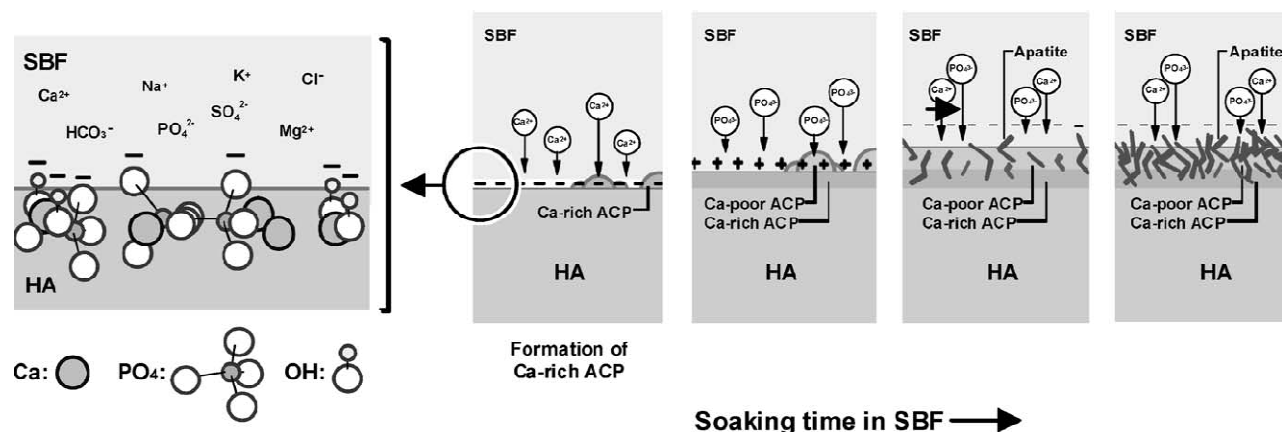 SBF
Ca²⁺
Na⁺
K⁺
Cl⁻
HCO₃⁻
PO₄²⁻
SO₄²⁻
Mg²⁺
HA
Ca:
PO₄:
OH:
SBF
Ca²⁺
Ca²⁺
Ca²⁺
Ca²⁺
Ca-rich ACP
HA
Formation of
Ca-rich ACP
SBF
PO₄³⁻
PO₄³⁻
PO₄³⁻
PO₄³⁻
Ca-poor ACP
Ca-rich ACP
HA
SBF
Apatite
Ca²⁺
PO₄³⁻
PO₄³⁻
Ca²⁺
Ca-poor ACP
Ca-rich ACP
HA
SBF
Apatite
Ca²⁺
PO₄³⁻
PO₄³⁻
Ca²⁺
Ca-poor ACP
Ca-rich ACP
HA
Soaking time in SBF